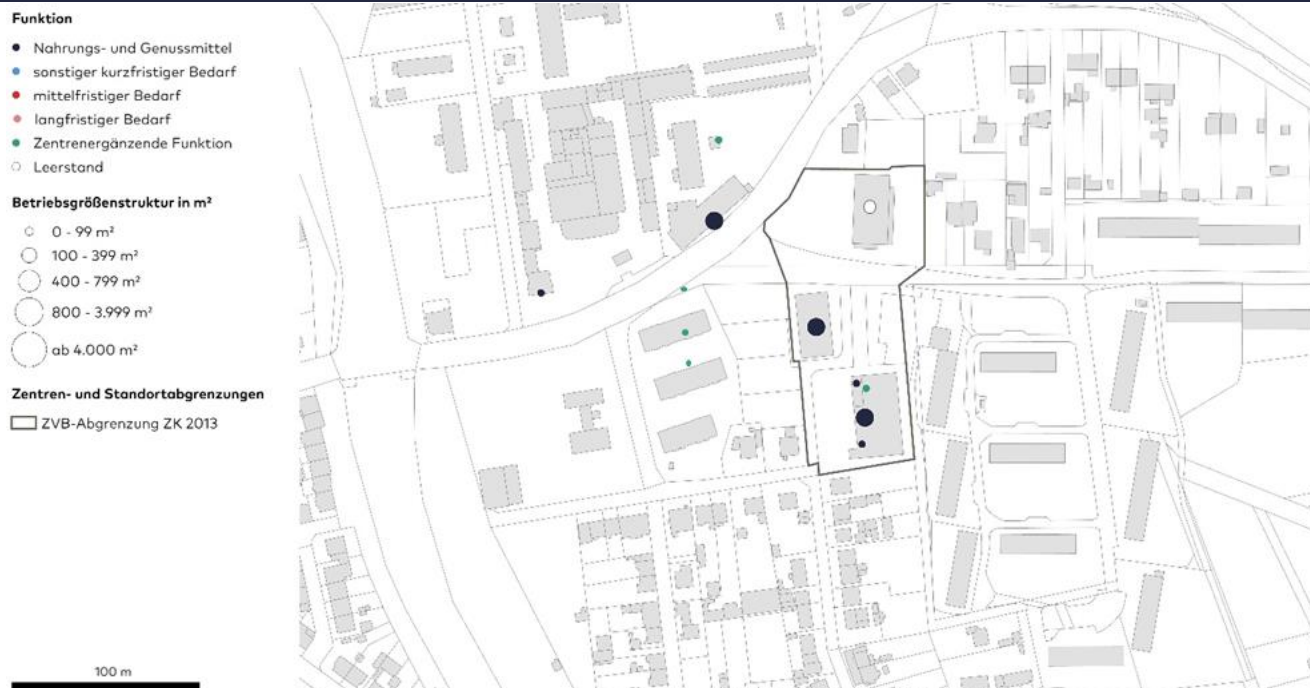 Funktion
Nahrungs- und Genussmittel
sonstiger kurzfristiger Bedarf
mittelfristiger Bedarf
langfristiger Bedarf
Zentrenergänzende Funktion
Leerstand
Betriebsgrößenstruktur in m²
0 - 99 m²
100 - 399 m²
400 - 799 m²
800 - 3.999 m²
ab 4.000 m²
Zentren- und Standortabgrenzungen
ZVB-Abgrenzung ZK 2013
100 m